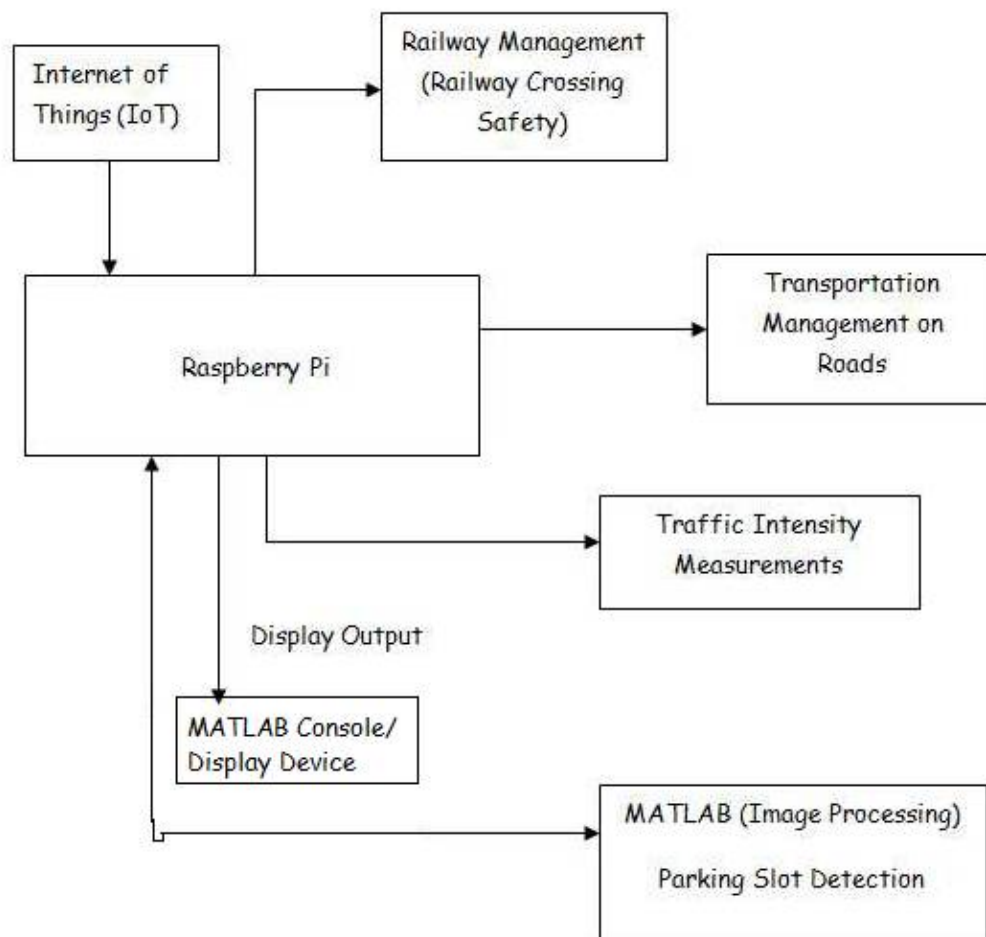 Internet of
Things (IoT)
Railway Management
(Railway Crossing
Safety)
Raspberry Pi
Transportation
Management on
Roads
Traffic Intensity
Measurements
Display Output
MATLAB Console/
Display Device
MATLAB (Image Processing)
Parking Slot Detection